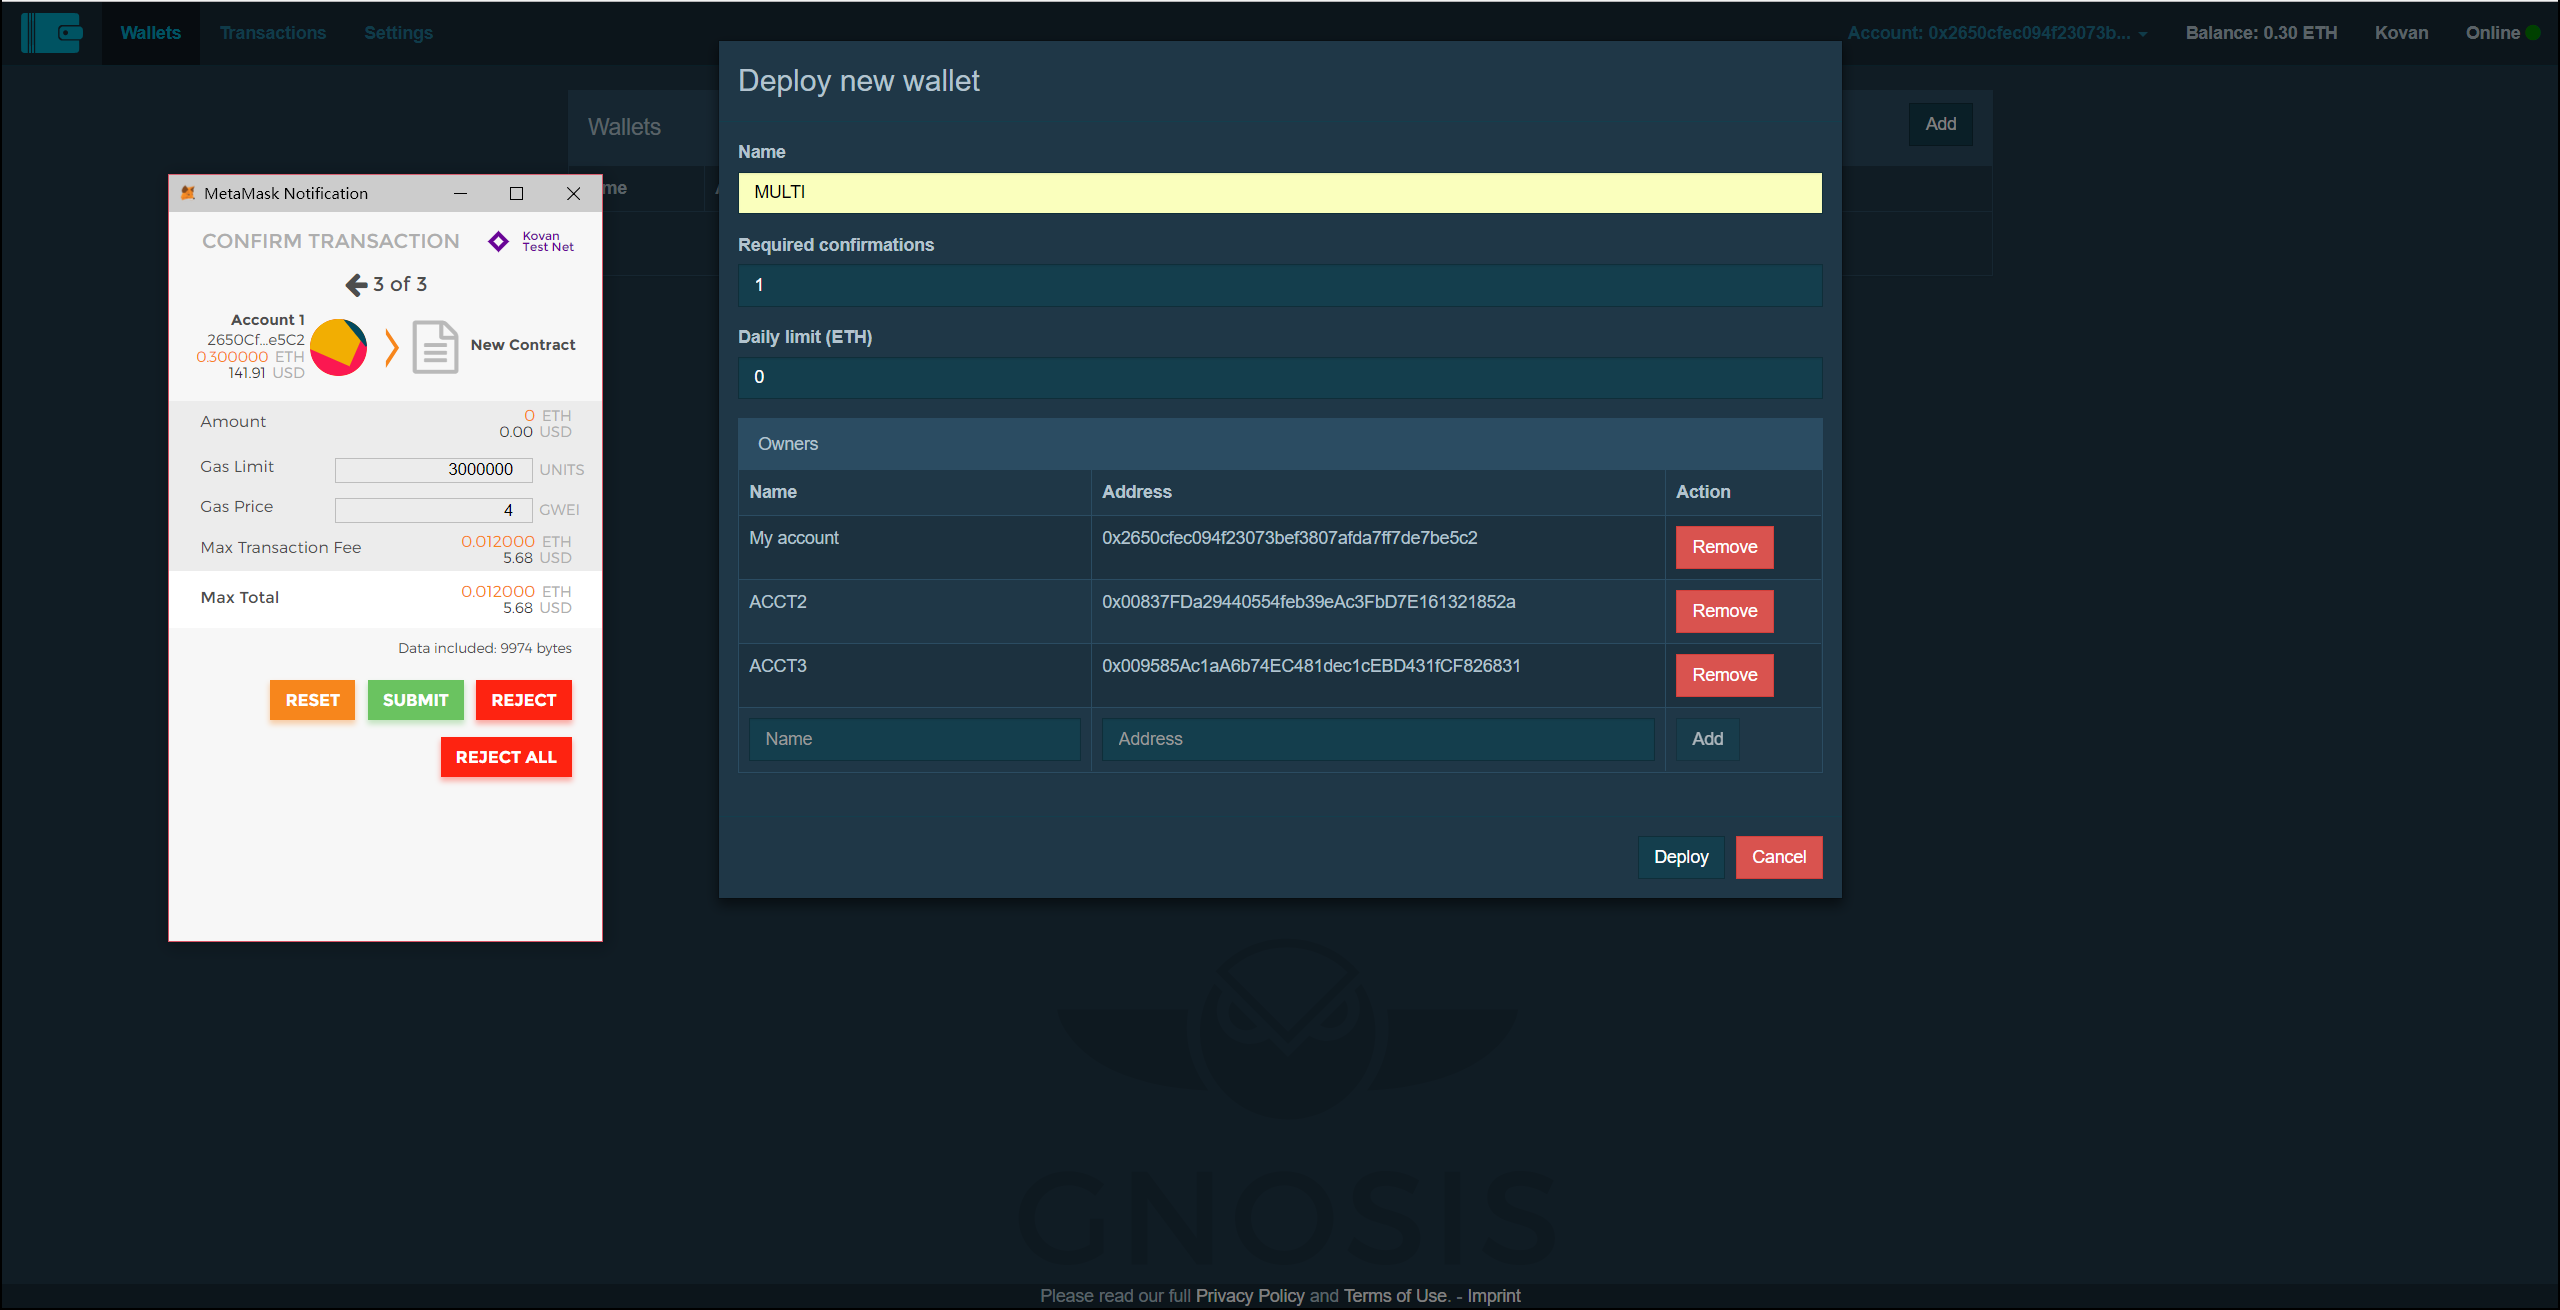 Wallets
Transactions
Settings
Account: 0x2650cfec094f23073b...
Balance: 0.30 ETH
Kovan
Online
Wallets
Add
me
MetaMask Notification
CONFIRM TRANSACTION
Kovan
Test Net
3 of 3
Account 1
2650Cf...e5C2
0.300000 ETH
141.91 USD
New Contract
Amount
0 ETH
0.00 USD
Gas Limit
3000000 UNITS
Gas Price
4 GWEI
Max Transaction Fee
0.012000 ETH
5.68 USD
Max Total
0.012000 ETH
5.68 USD
Data included: 9974 bytes
RESET
SUBMIT
REJECT
REJECT ALL
Deploy new wallet
Name
MULTI
Required confirmations
1
Daily limit (ETH)
0
Owners
Name Address Action
My account 0x2650cfec094f23073bef3807afda7ff7de7be5c2 Remove
ACCT2 0x00837FDa29440554feb39eAc3FbD7E161321852a Remove
ACCT3 0x009585Ac1aA6b74EC481dec1cEBD431fCF826831 Remove
Name Address Add
Deploy Cancel
GNOSIS
Please read our full Privacy Policy and Terms of Use. - Imprint